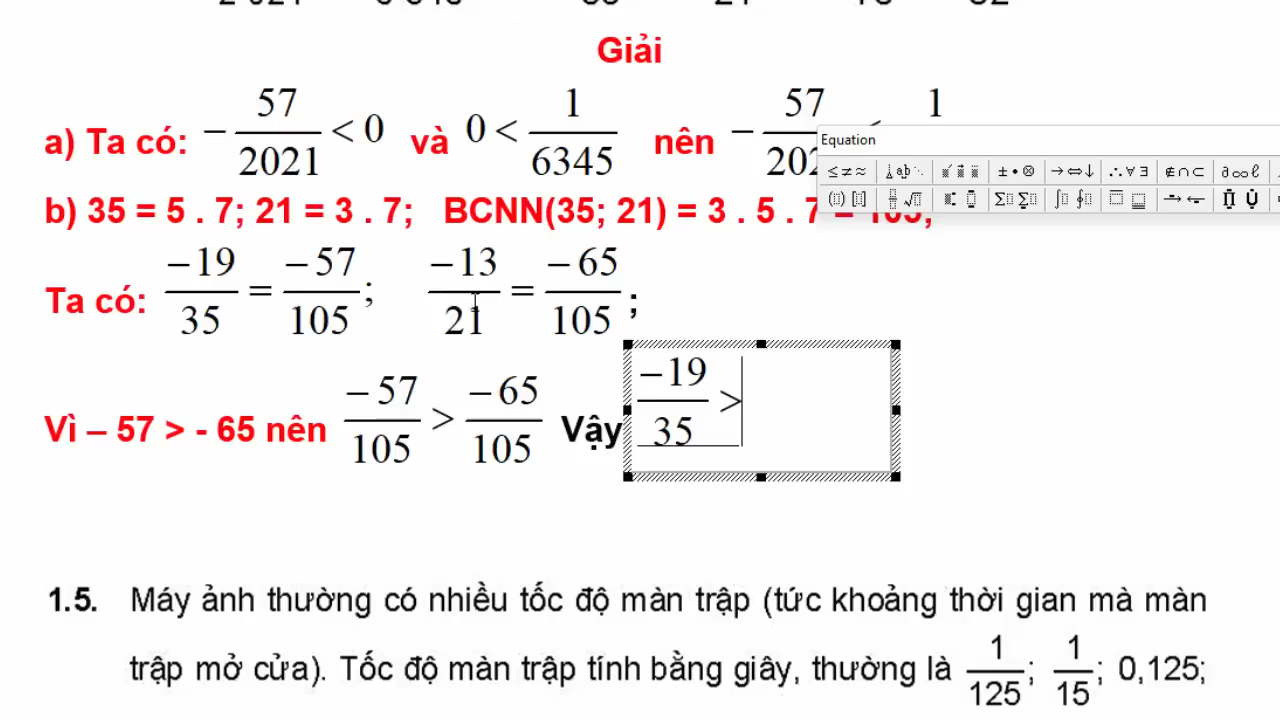 Giải
a) Ta có: − 57/2021 < 0 và 0 < 1/6345 nên − 57/202 < 1
Equation
b) 35 = 5 . 7; 21 = 3 . 7; BCNN(35; 21) = 3 . 5 . 7 = 105;
Ta có: −19/35 = −57/105; −13/21 = −65/105 ;
Vì – 57 > - 65 nên −57/105 > −65/105 Vậy −19/35 >
1.5. Máy ảnh thường có nhiều tốc độ màn trập (tức khoảng thời gian mà màn
trập mở cửa). Tốc độ màn trập tính bằng giây, thường là 1/125; 1/15; 0,125;